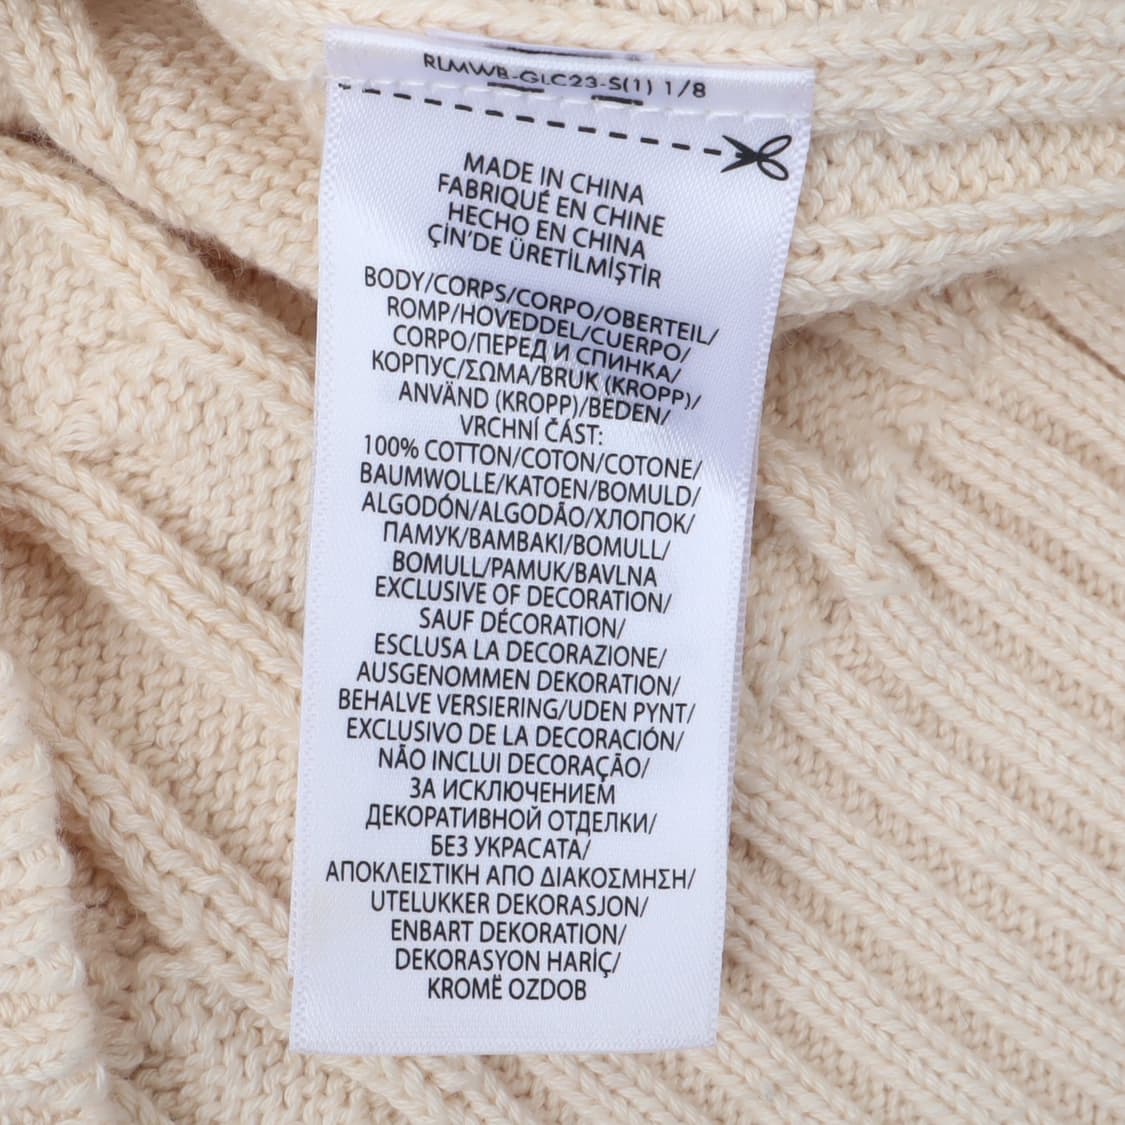 RLMWB-GLC23-S(1) 1/8
MADE IN CHINA
FABRIQUÉ EN CHINE
HECHO EN CHINA
ÇİN'DE ÜRETİLMİŞTİR
BODY/CORPS/CORPO/OBERTEIL/
ROMP/HOVEDDEL/CUERPO/
CORPO/ПЕРЕД И СПИНКА/
КОРПУС/ΣΩΜΑ/BRUK (KROPP)/
ANVÄND (KROPP)/BEDEN/
VRCHNÍ ČÁST:
100% COTTON/COTON/COTONE/
BAUMWOLLE/KATOEN/BOMULD/
ALGODÓN/ALGODÃO/ХЛОПОК/
ПАМУК/ΒΑΜΒΑΚΙ/BOMULL/
BOMULL/PAMUK/BAVLNA
EXCLUSIVE OF DECORATION/
SAUF DÉCORATION/
ESCLUSA LA DECORAZIONE/
AUSGENOMMEN DEKORATION/
BEHALVE VERSIERING/UDEN PYNT/
EXCLUSIVO DE LA DECORACIÓN/
NÃO INCLUI DECORAÇÃO/
ЗА ИСКЛЮЧЕНИЕМ
ДЕКОРАТИВНОЙ ОТДЕЛКИ/
БЕЗ УКРАСАТА/
ΑΠΟΚΛΕΙΣΤΙΚΗ ΑΠΟ ΔΙΑΚΟΣΜΗΣΗ/
UTELUKKER DEKORASJON/
ENBART DEKORATION/
DEKORASYON HARİÇ/
KROMĚ OZDOB